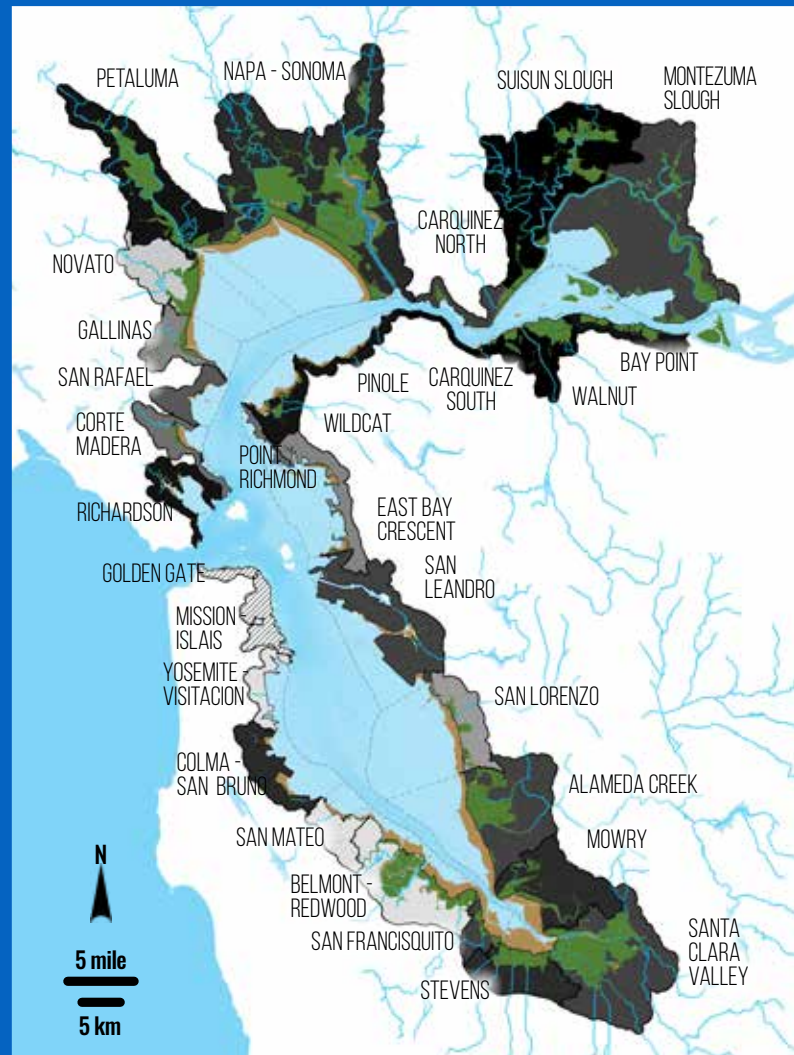 PETALUMA
NAPA - SONOMA
SUISUN SLOUGH
MONTEZUMA
SLOUGH
CARQUINEZ
NORTH
NOVATO
GALLINAS
SAN RAFAEL
CORTE
MADERA
RICHARDSON
PINOLE
CARQUINEZ
SOUTH
BAY POINT
WALNUT
WILDCAT
POINT
RICHMOND
EAST BAY
CRESCENT
GOLDEN GATE
SAN
LEANDRO
MISSION -
ISLAIS
YOSEMITE
VISITACION
SAN LORENZO
COLMA -
SAN BRUNO
ALAMEDA CREEK
SAN MATEO
MOWRY
BELMONT -
REDWOOD
SAN FRANCISQUITO
SANTA
CLARA
VALLEY
STEVENS
N
5 mile
5 km